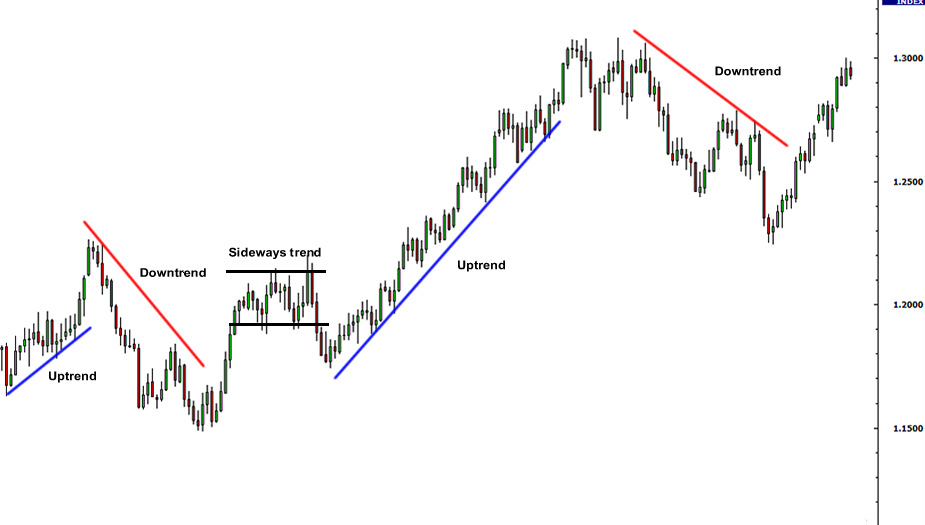 INDEX
1.3000
Downtrend
1.2500
Sideways trend
Downtrend
Uptrend
1.2000
Uptrend
1.1500